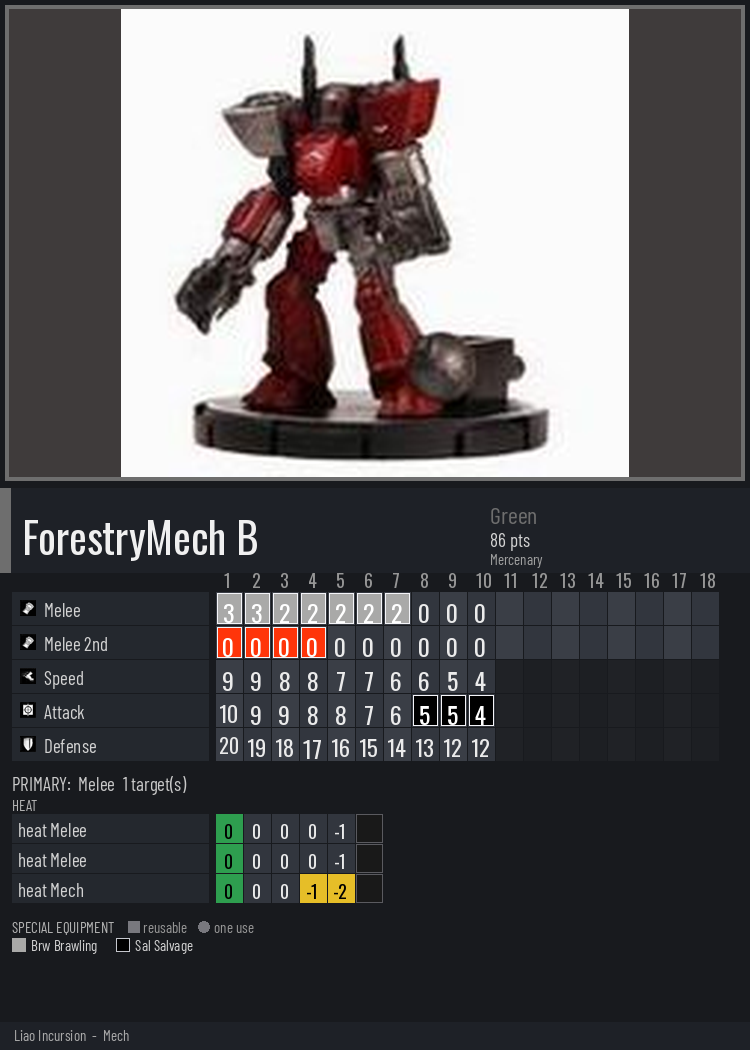 ForestryMech B
Green
86 pts
Mercenary
1 2 3 4 5 6 7 8 9 10 11 12 13 14 15 16 17 18
Melee 3 3 2 2 2 2 2 0 0 0
Melee 2nd 0 0 0 0 0 0 0 0 0 0
Speed 9 9 8 8 7 7 6 6 5 4
Attack 10 9 9 8 8 7 6 5 5 4
Defense 20 19 18 17 16 15 14 13 12 12
PRIMARY: Melee 1 target(s)
HEAT
heat Melee 0 0 0 0 -1
heat Melee 0 0 0 0 -1
heat Mech 0 0 0 -1 -2
SPECIAL EQUIPMENT reusable one use
Brw Brawling Sal Salvage
Liao Incursion - Mech